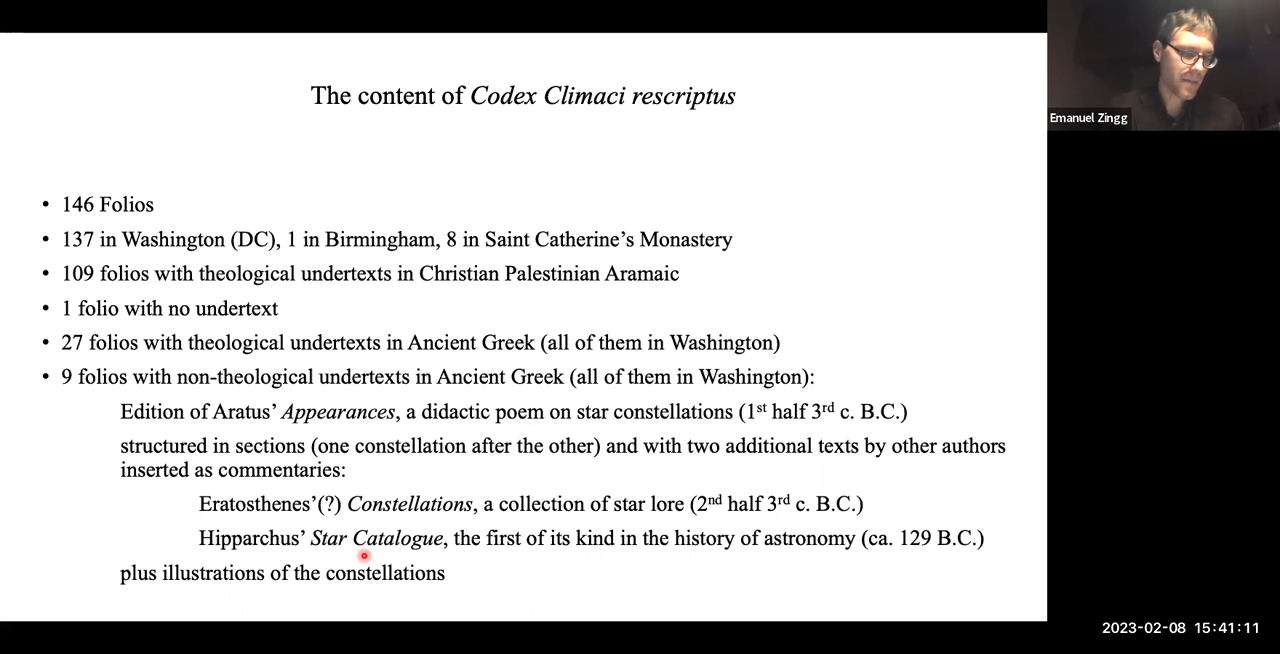 The content of Codex Climaci rescriptus
Emanuel Zingg
• 146 Folios
• 137 in Washington (DC), 1 in Birmingham, 8 in Saint Catherine’s Monastery
• 109 folios with theological undertexts in Christian Palestinian Aramaic
• 1 folio with no undertext
• 27 folios with theological undertexts in Ancient Greek (all of them in Washington)
• 9 folios with non-theological undertexts in Ancient Greek (all of them in Washington):
Edition of Aratus’ Appearances, a didactic poem on star constellations (1st half 3rd c. B.C.)
structured in sections (one constellation after the other) and with two additional texts by other authors
inserted as commentaries:
Eratosthenes’(?) Constellations, a collection of star lore (2nd half 3rd c. B.C.)
Hipparchus’ Star Catalogue, the first of its kind in the history of astronomy (ca. 129 B.C.)
plus illustrations of the constellations
2023-02-08 15:41:11